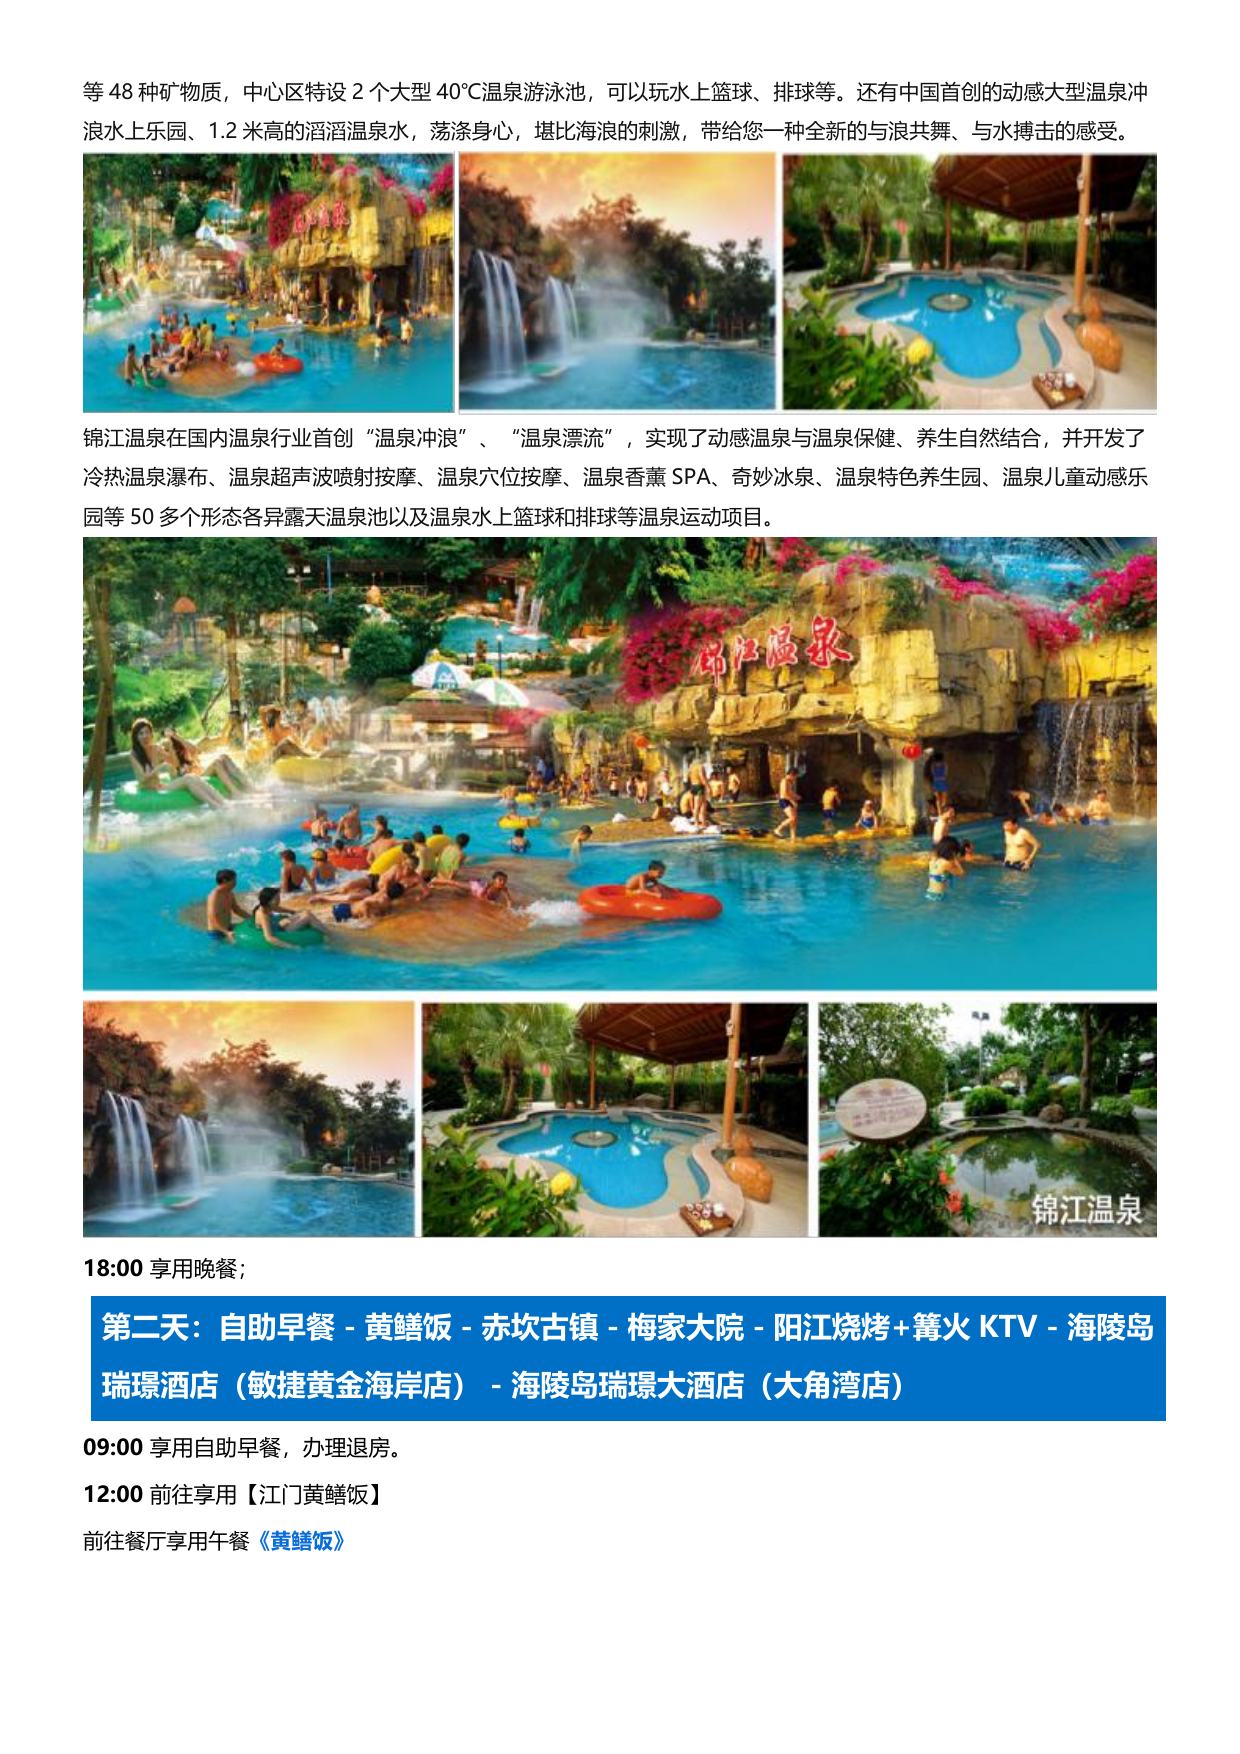 等 48 种矿物质，中心区特设 2 个大型 40℃温泉游泳池，可以玩水上篮球、排球等。还有中国首创的动感大型温泉冲
浪水上乐园、1.2 米高的滔滔温泉水，荡涤身心，堪比海浪的刺激，带给您一种全新的与浪共舞、与水搏击的感受。
锦江温泉在国内温泉行业首创“温泉冲浪”、“温泉漂流”，实现了动感温泉与温泉保健、养生自然结合，并开发了
冷热温泉瀑布、温泉超声波喷射按摩、温泉穴位按摩、温泉香薰 SPA、奇妙冰泉、温泉特色养生园、温泉儿童动感乐
园等 50 多个形态各异露天温泉池以及温泉水上篮球和排球等温泉运动项目。
锦江温泉
锦江温泉
18:00 享用晚餐；
第二天：自助早餐 - 黄鳝饭 - 赤坎古镇 - 梅家大院 - 阳江烧烤+篝火 KTV - 海陵岛
瑞璟酒店（敏捷黄金海岸店） - 海陵岛瑞璟大酒店（大角湾店）
09:00 享用自助早餐，办理退房。
12:00 前往享用【江门黄鳝饭】
前往餐厅享用午餐《黄鳝饭》